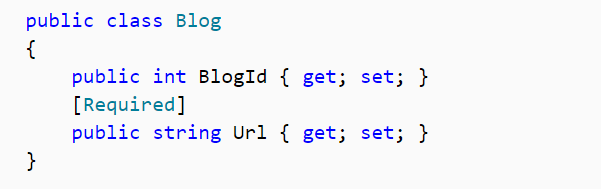 public class Blog
{
    public int BlogId { get; set; }
    [Required]
    public string Url { get; set; }
}